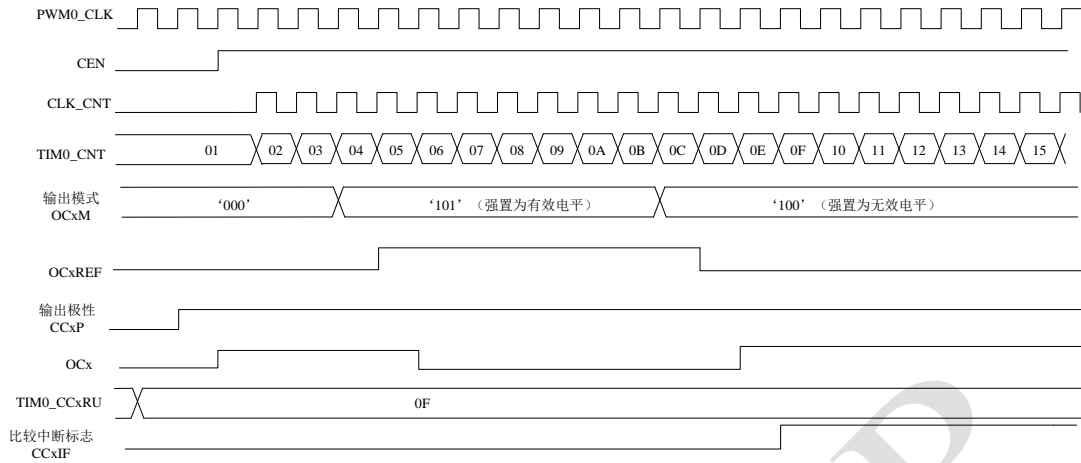 PWM0_CLK
CEN
CLK_CNT
TIM0_CNT 01 02 03 04 05 06 07 08 09 0A 0B 0C 0D 0E 0F 10 11 12 13 14 15
输出模式
OCxM
‘000’ ‘101’（强置为有效电平） ‘100’（强置为无效电平）
OCxREF
输出极性
CCxP
OCx
TIM0_CCxRU 0F
比较中断标志
CCxIF